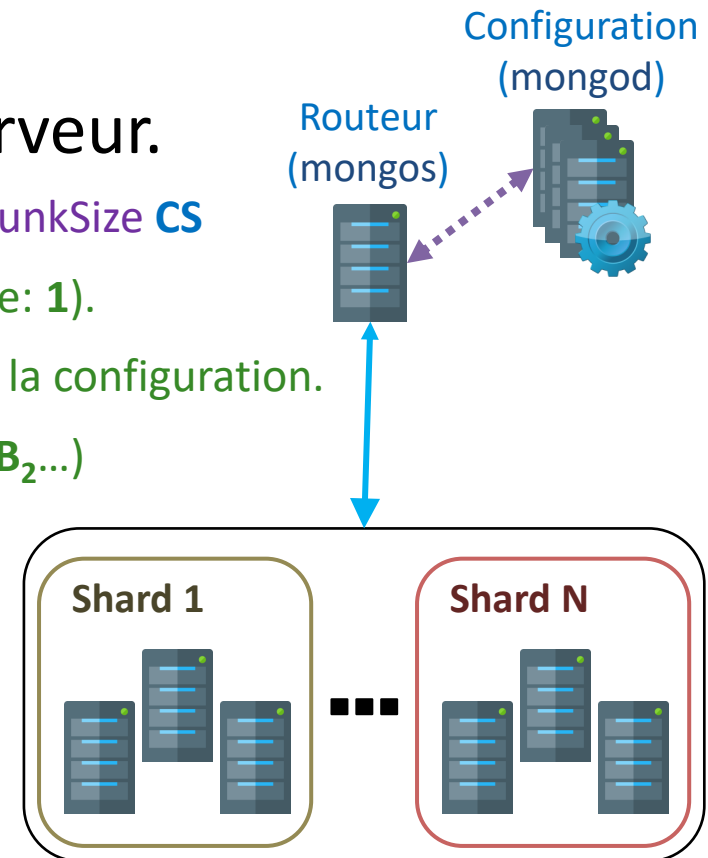 Configuration
(mongod)
Routeur
(mongos)
rveur.
unkSize CS
e: 1).
la configuration.
B₂...)
Shard 1
Shard N